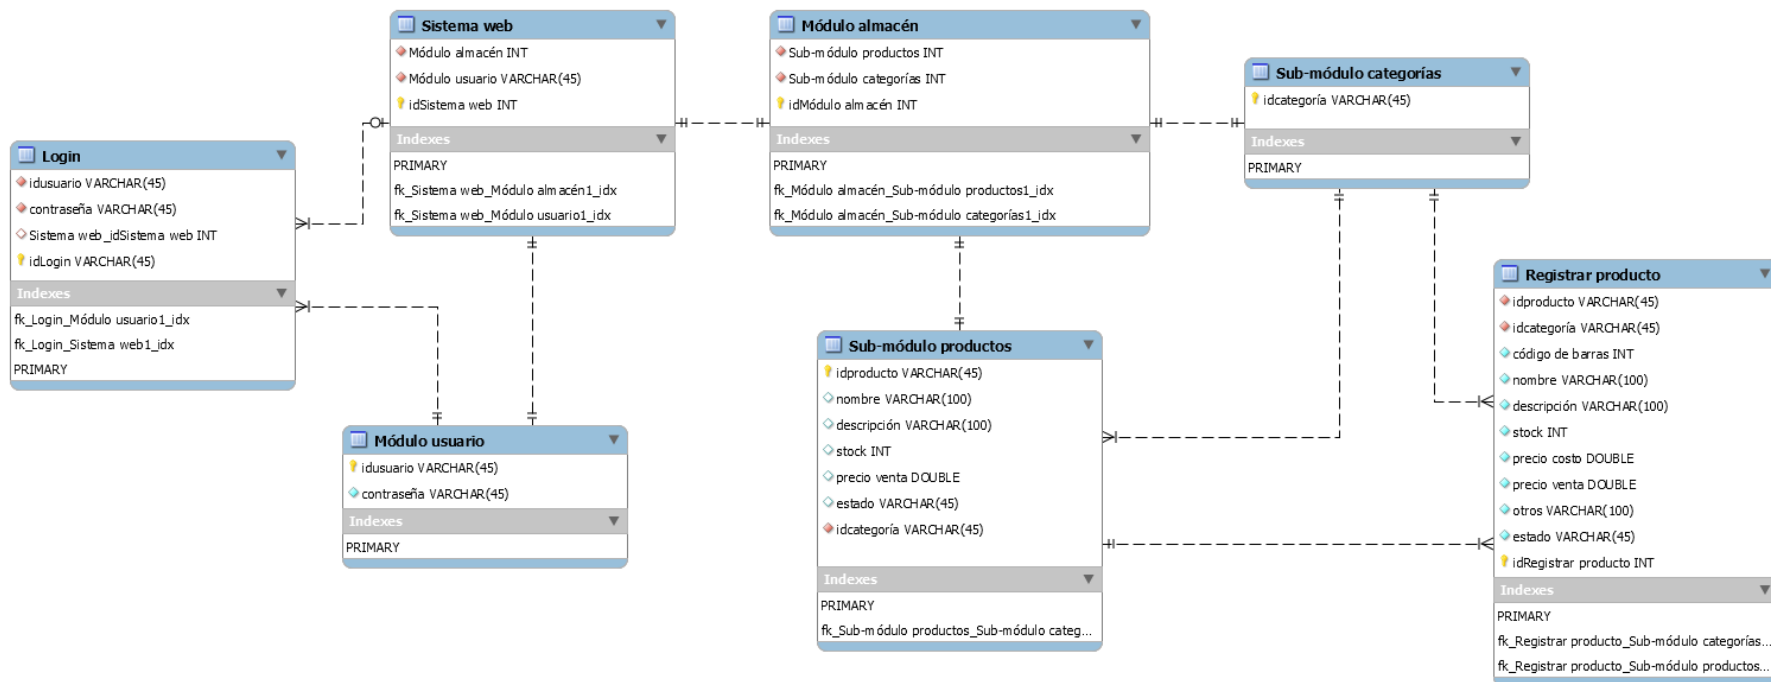 Sistema web
Módulo almacén INT
Módulo usuario VARCHAR(45)
idSistema web INT
Indexes
PRIMARY
fk_Sistema web_Módulo almacén1_idx
fk_Sistema web_Módulo usuario1_idx
Módulo almacén
Sub-módulo productos INT
Sub-módulo categorías INT
idMódulo almacén INT
Indexes
PRIMARY
fk_Módulo almacén_Sub-módulo productos1_idx
fk_Módulo almacén_Sub-módulo categorías1_idx
Sub-módulo categorías
idcategoría VARCHAR(45)
Indexes
PRIMARY
Login
idusuario VARCHAR(45)
contraseña VARCHAR(45)
Sistema web_idSistema web INT
idLogin VARCHAR(45)
Indexes
fk_Login_Módulo usuario1_idx
fk_Login_Sistema web1_idx
PRIMARY
Módulo usuario
idusuario VARCHAR(45)
contraseña VARCHAR(45)
Indexes
PRIMARY
Sub-módulo productos
idproducto VARCHAR(45)
nombre VARCHAR(100)
descripción VARCHAR(100)
stock INT
precio venta DOUBLE
estado VARCHAR(45)
idcategoría VARCHAR(45)
Indexes
PRIMARY
fk_Sub-módulo productos_Sub-módulo categ...
Registrar producto
idproducto VARCHAR(45)
idcategoría VARCHAR(45)
código de barras INT
nombre VARCHAR(100)
descripción VARCHAR(100)
stock INT
precio costo DOUBLE
precio venta DOUBLE
otros VARCHAR(100)
estado VARCHAR(45)
idRegistrar producto INT
Indexes
PRIMARY
fk_Registrar producto_Sub-módulo categorías...
fk_Registrar producto_Sub-módulo productos...